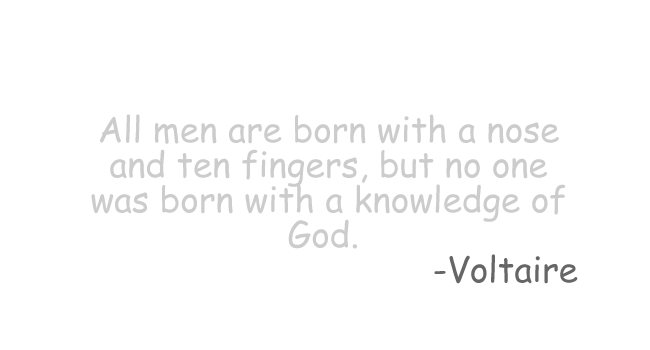 All men are born with a nose
and ten fingers, but no one
was born with a knowledge of
God.
-Voltaire